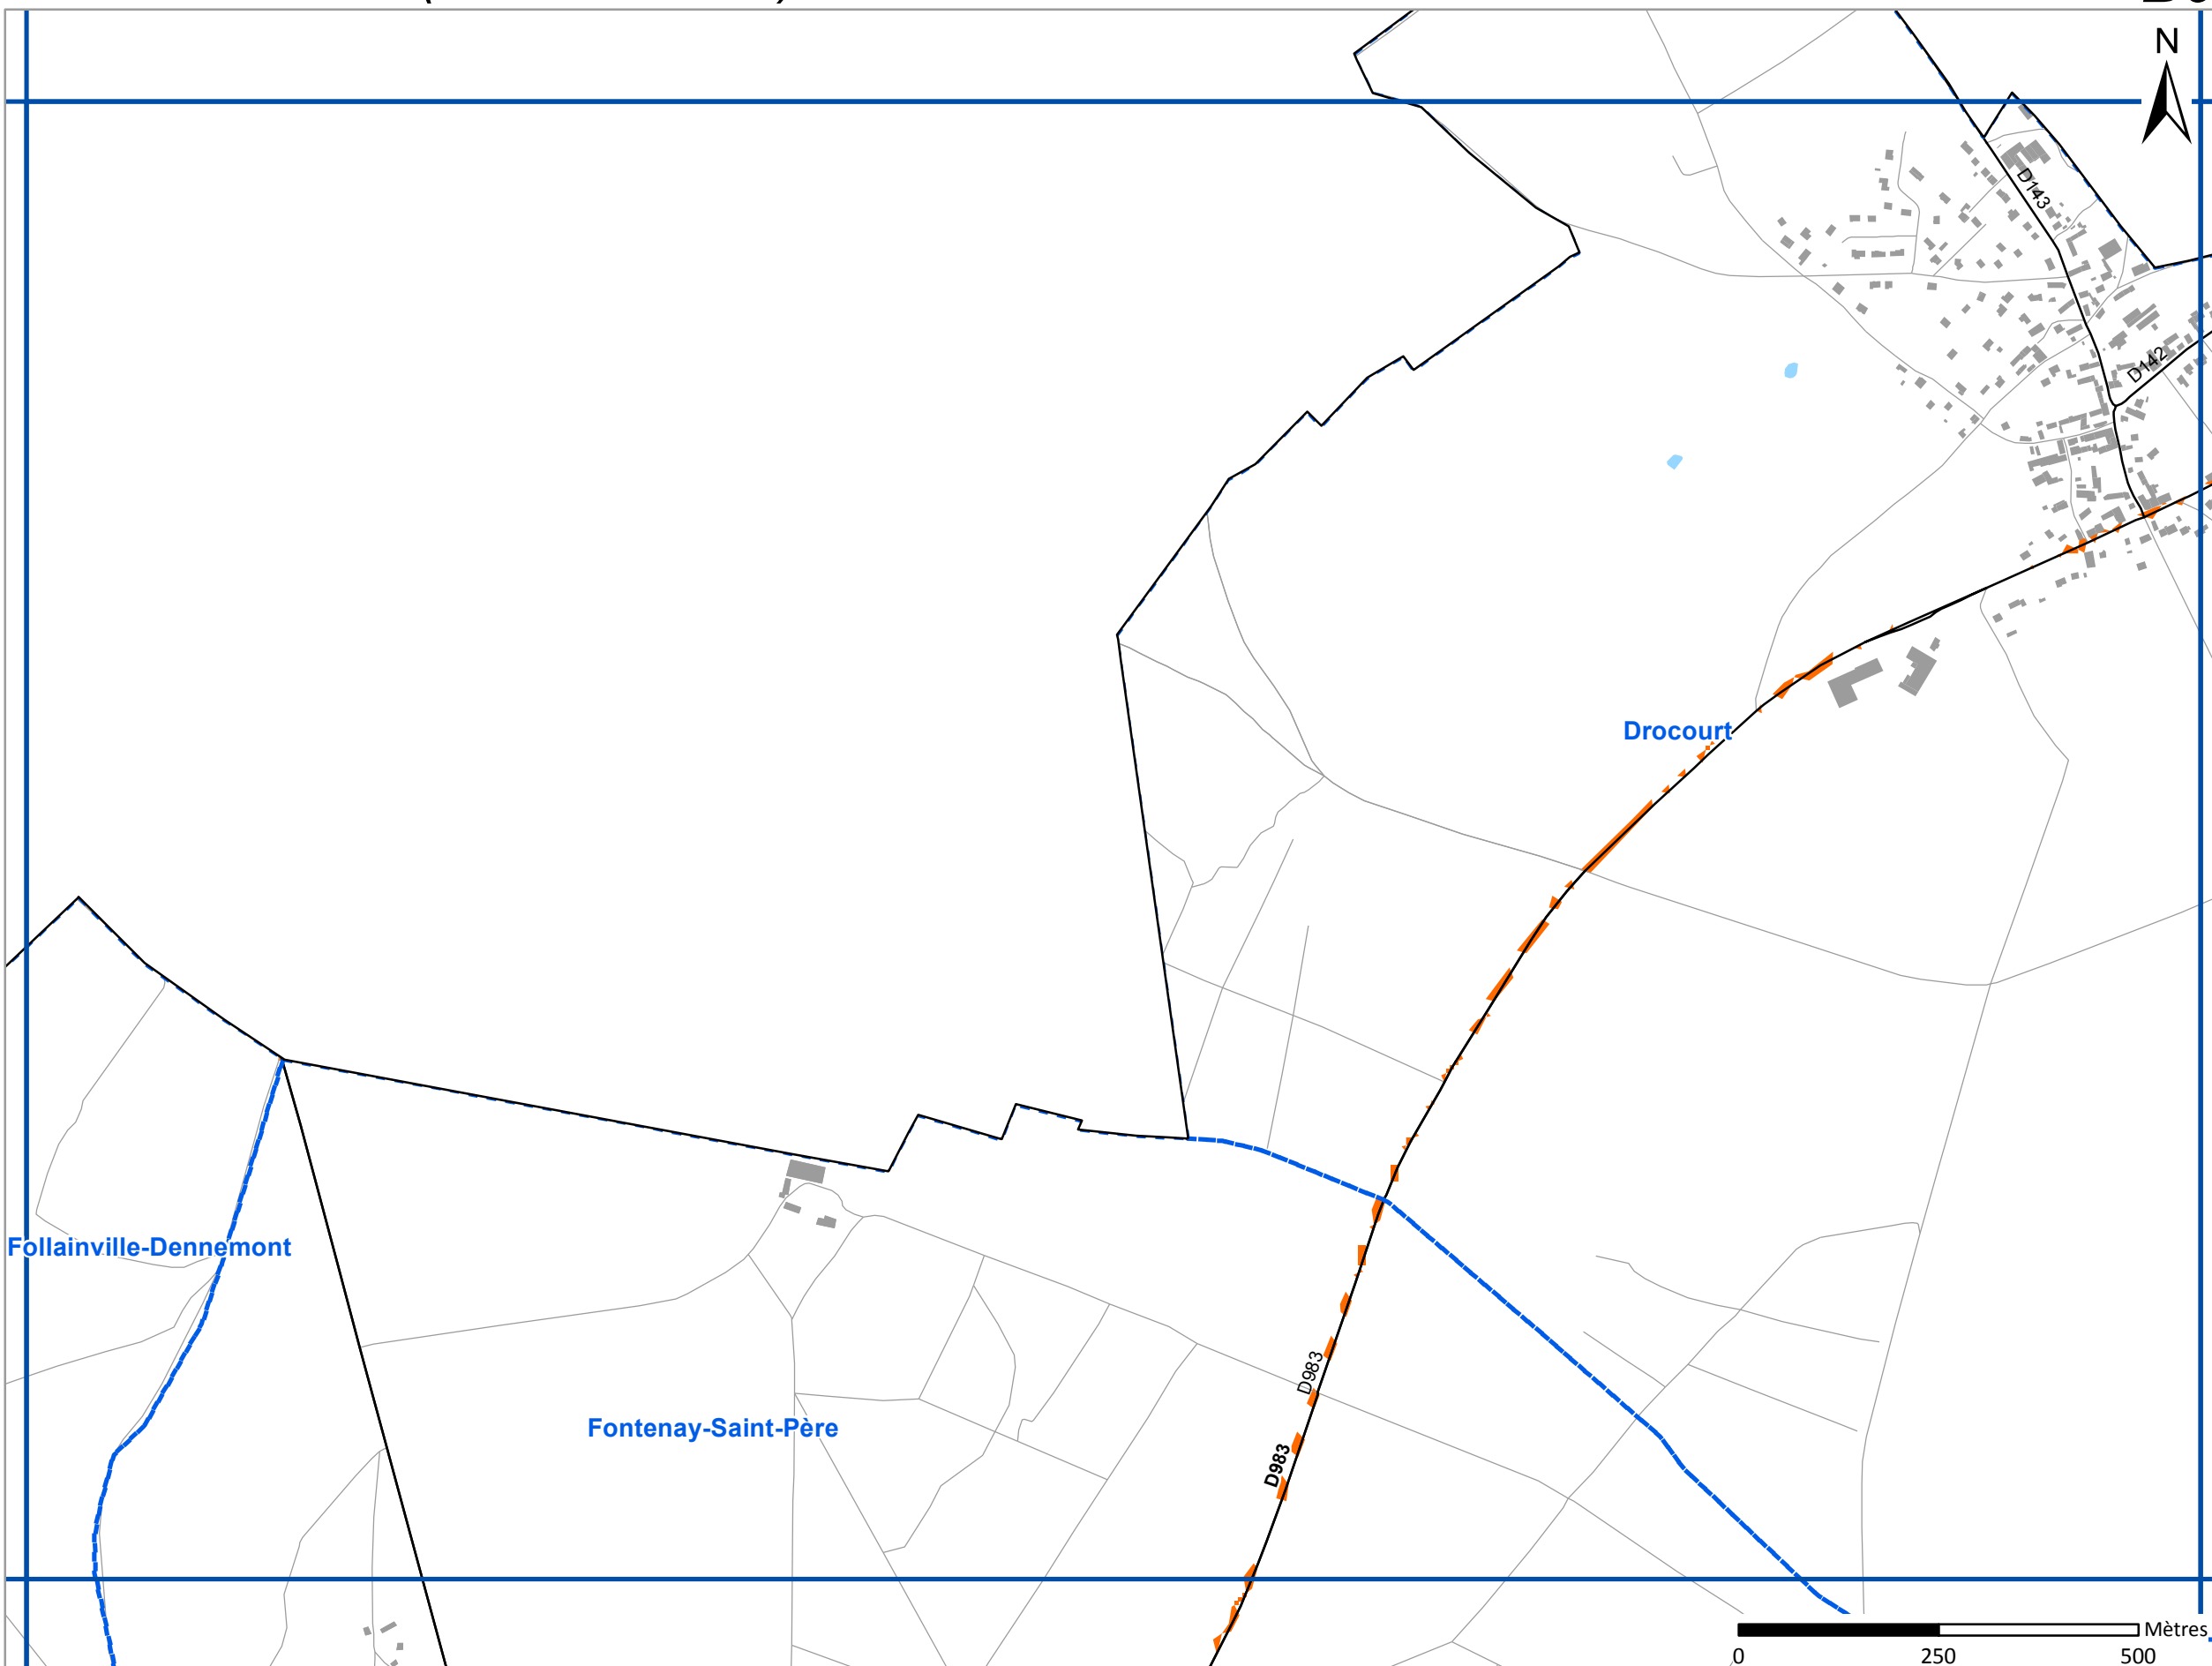 N
D143
D142
Drocourt
Follainville-Dennemont
D983
Fontenay-Saint-Père
D983
Mètres
0 250 500